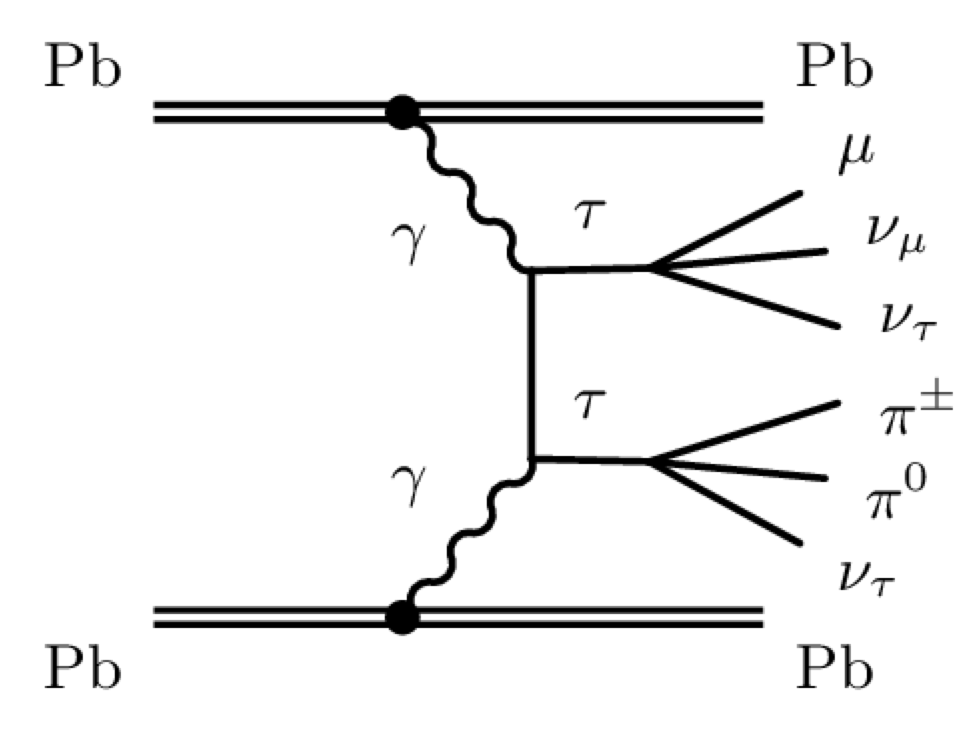 Pb Pb
μ
τ
γ ν_μ
ν_τ
τ π^±
γ π^0
ν_τ
Pb Pb